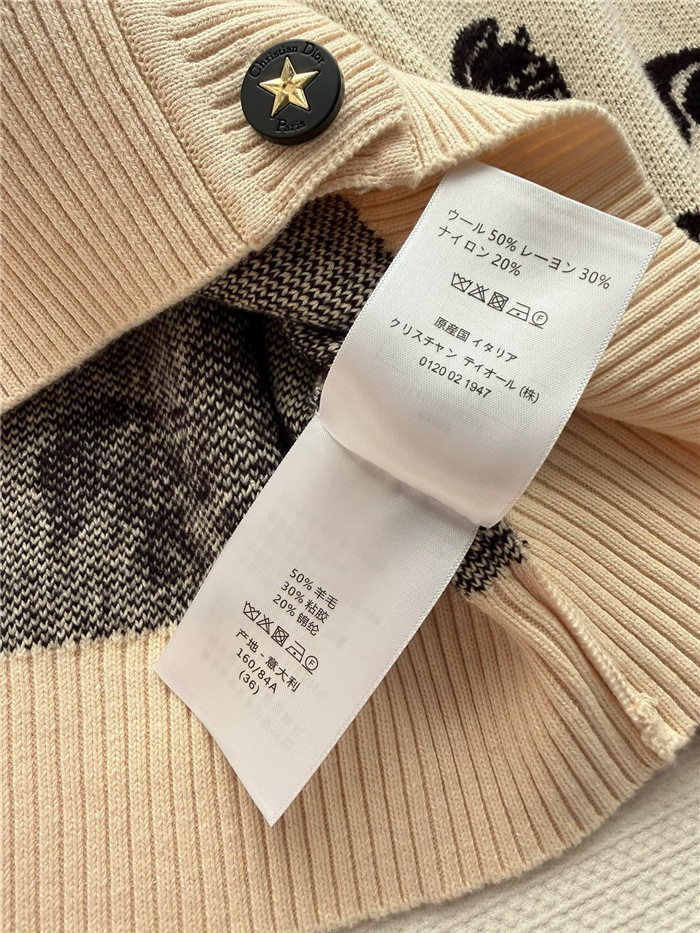 Christian Dior
Paris
ウール 50% レーヨン 30%
ナイロン 20%
F
原産国 イタリア
クリスチャン ディオール (株)
0120 02 1947
50% 羊毛
30% 粘胶
20% 锦纶
F
产地 - 意大利
160/84A
(36)